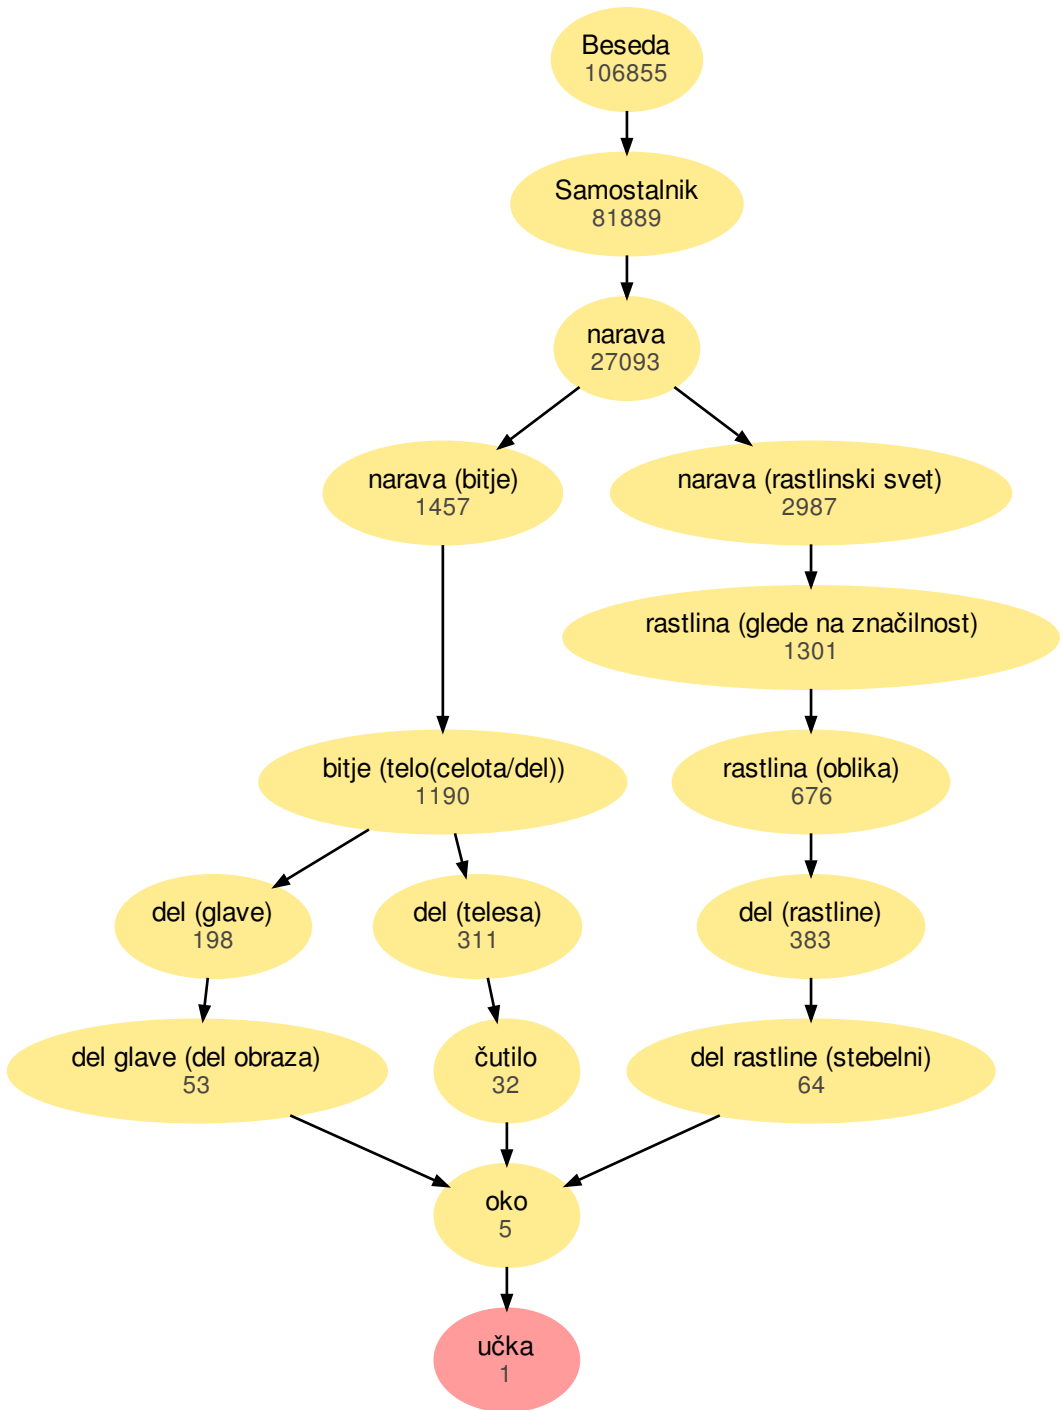 Beseda
106855
Samostalnik
81889
narava
27093
narava (bitje)
1457
narava (rastlinski svet)
2987
rastlina (glede na značilnost)
1301
bitje (telo(celota/del))
1190
rastlina (oblika)
676
del (glave)
198
del (telesa)
311
del (rastline)
383
del glave (del obraza)
53
čutilo
32
del rastline (stebelni)
64
oko
5
učka
1